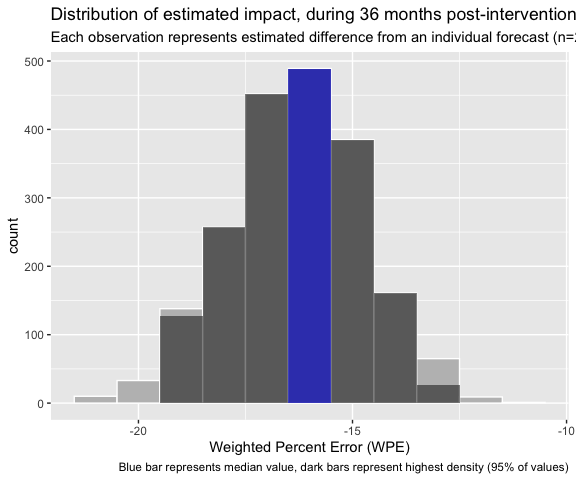 Distribution of estimated impact, during 36 months post-intervention
Each observation represents estimated difference from an individual forecast (n=
500
400
300
200
100
0
count
-20
-15
-10
Weighted Percent Error (WPE)
Blue bar represents median value, dark bars represent highest density (95% of values)